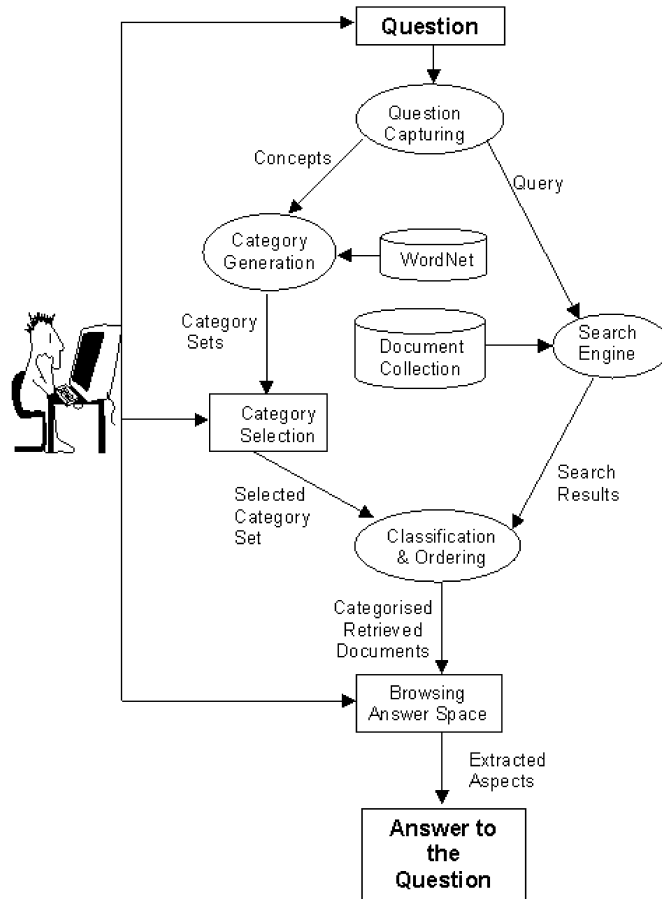 Question
Question
Capturing
Concepts
Query
Category
Generation
WordNet
Category
Sets
Document
Collection
Search
Engine
Category
Selection
Selected
Category
Set
Search
Results
Classification
& Ordering
Categorised
Retrieved
Documents
Browsing
Answer Space
Extracted
Aspects
Answer to
the
Question